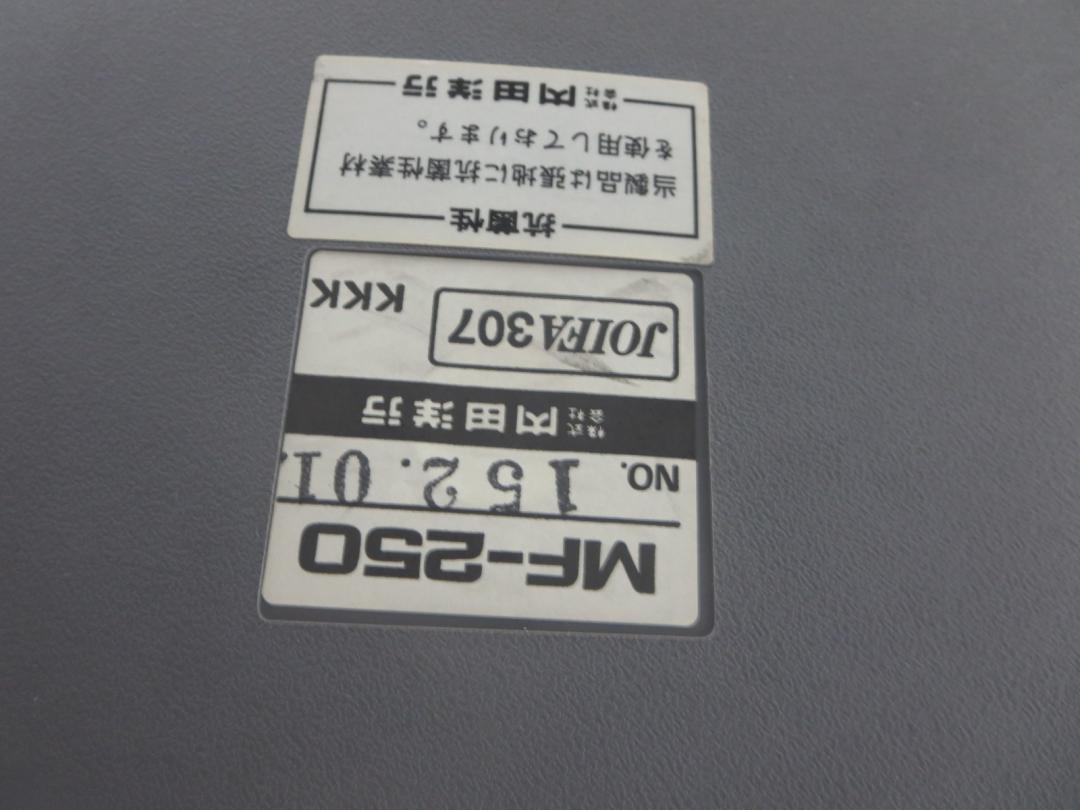 MF-250
NO. 152.01.
株式会社 内田洋行
JOIFA307 KKK
抗菌性
当製品は張地に抗菌性素材
を使用しております。
株式会社 内田洋行